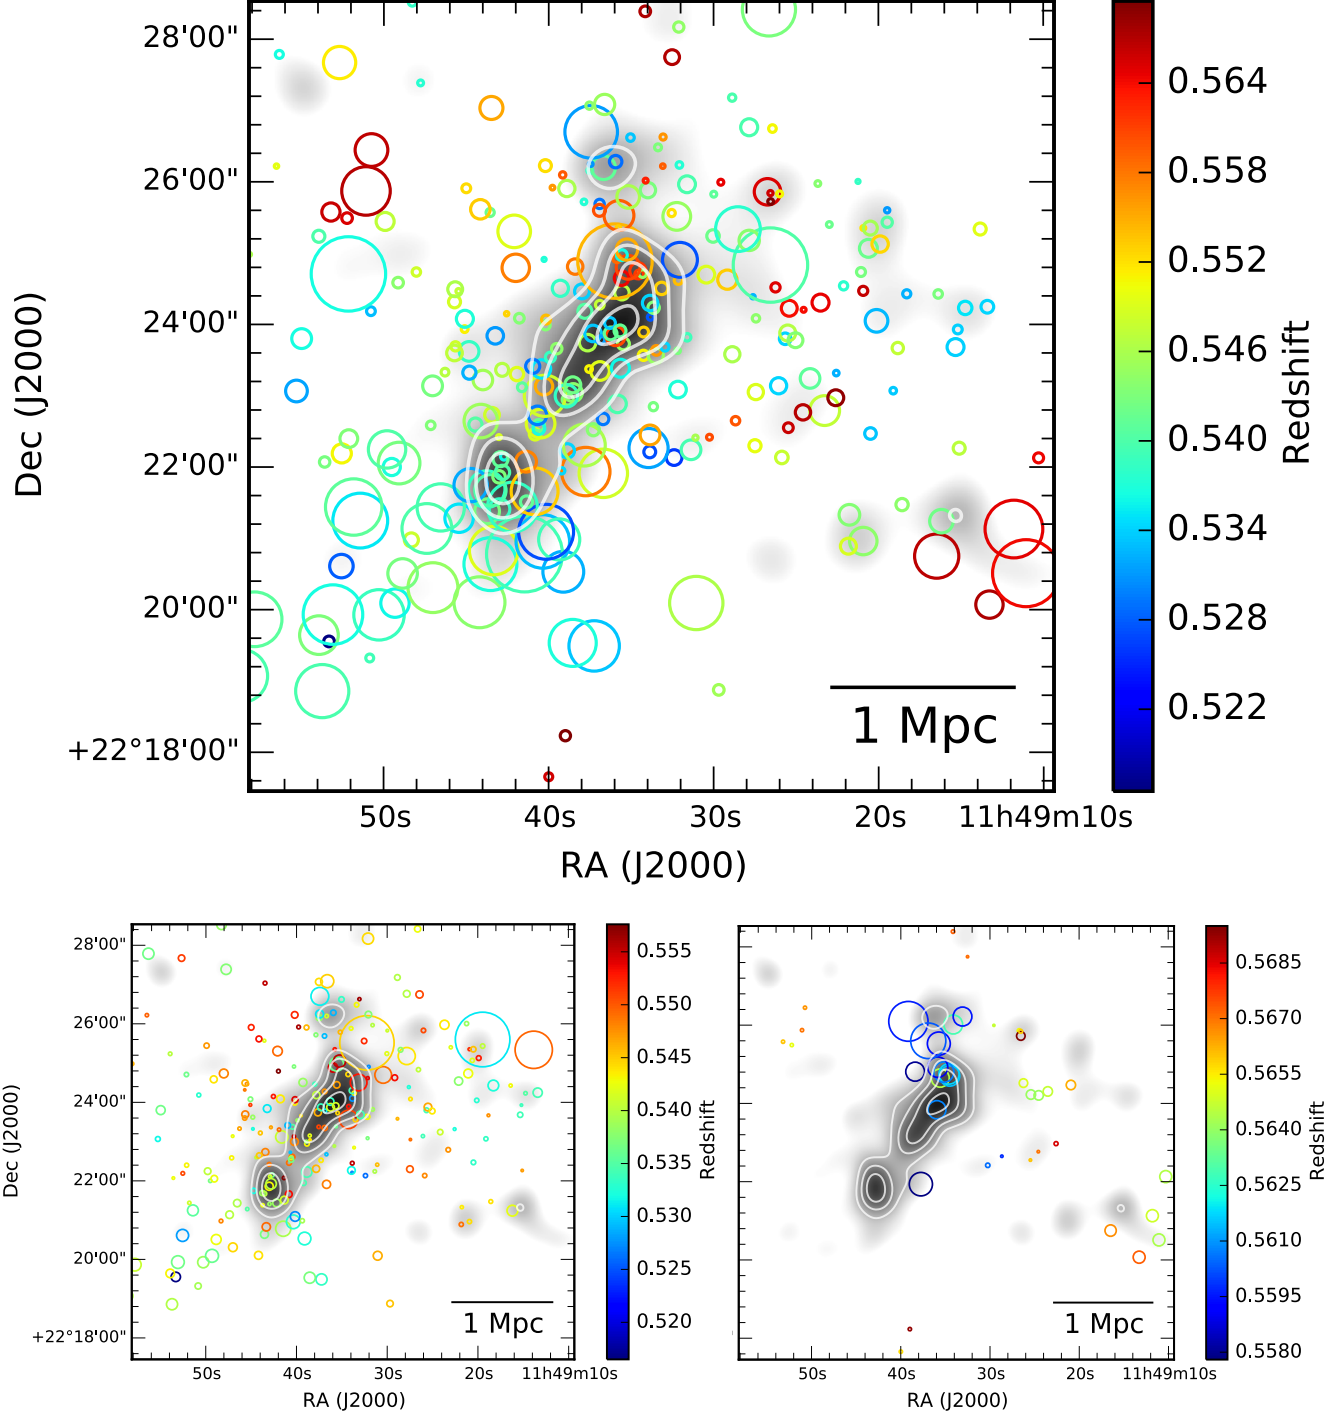 28'00"
26'00"
24'00"
22'00"
20'00"
+22°18'00"
Dec (J2000)
50s
40s
30s
20s
11h49m10s
RA (J2000)
1 Mpc
0.564
0.558
0.552
0.546
0.540
0.534
0.528
0.522
Redshift
28'00"
26'00"
24'00"
22'00"
20'00"
+22°18'00"
Dec (J2000)
50s
40s
30s
20s
11h49m10s
RA (J2000)
1 Mpc
0.555
0.550
0.545
0.540
0.535
0.530
0.525
0.520
Redshift
50s
40s
30s
20s
11h49m10s
RA (J2000)
1 Mpc
0.5685
0.5670
0.5655
0.5640
0.5625
0.5610
0.5595
0.5580
Redshift